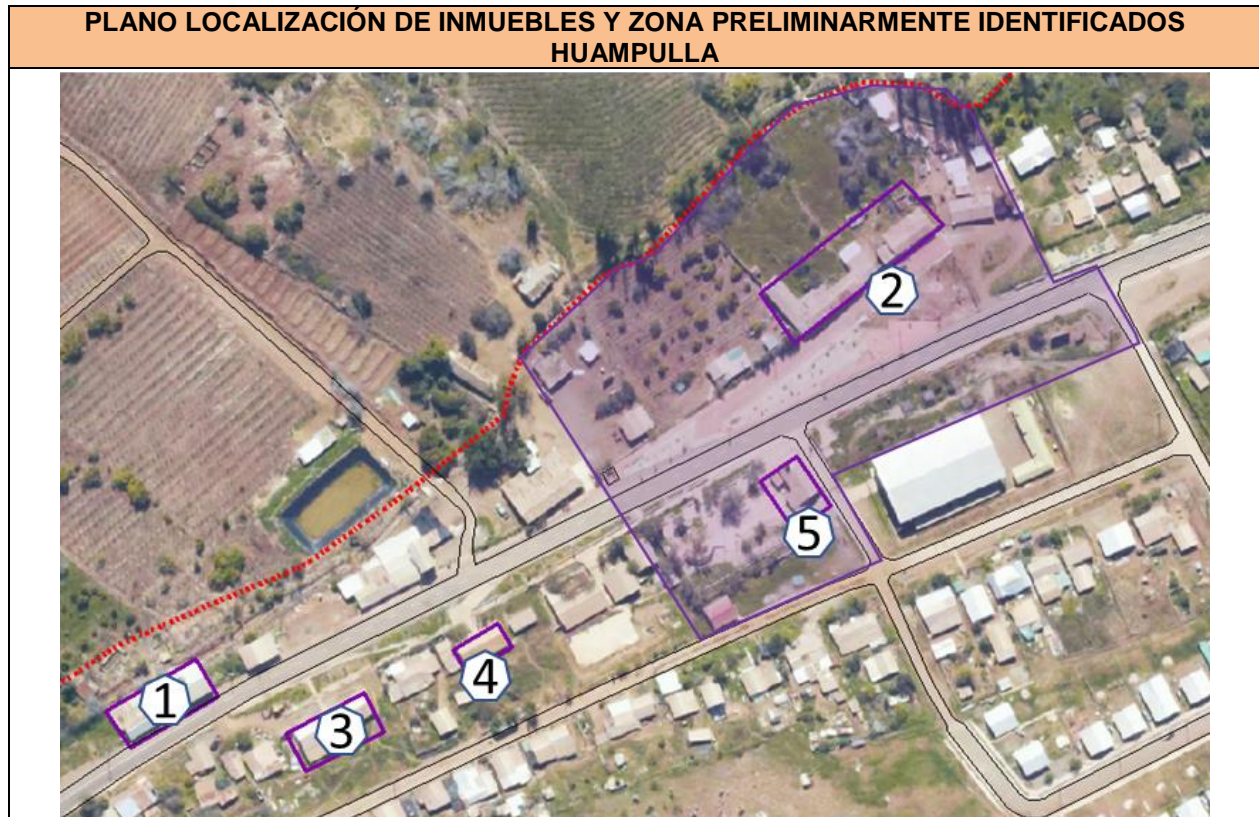 PLANO LOCALIZACIÓN DE INMUEBLES Y ZONA PRELIMINARMENTE IDENTIFICADOS
HUAMPULLA
2
5
4
1
3